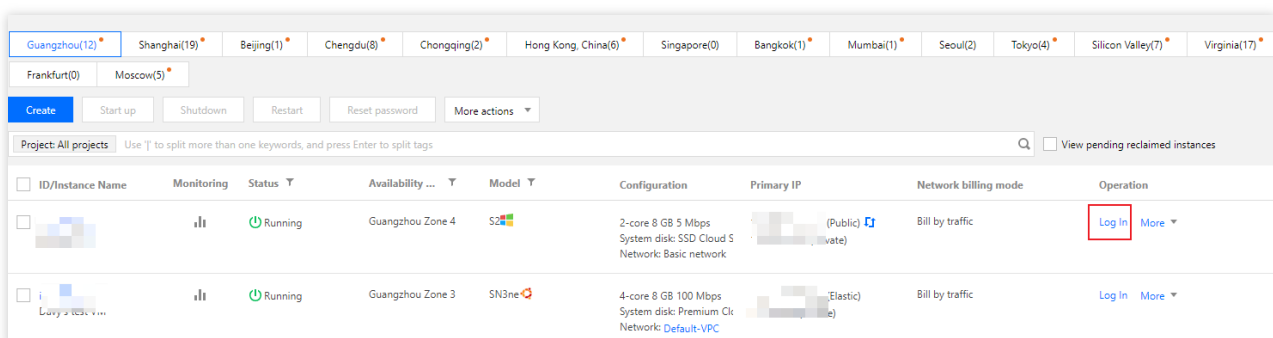 Guangzhou(12) Shanghai(19) Beijing(1) Chengdu(8) Chongqing(2) Hong Kong, China(6) Singapore(0) Bangkok(1) Mumbai(1) Seoul(2) Tokyo(4) Silicon Valley(7) Virginia(17)
Frankfurt(0) Moscow(5)
Create Start up Shutdown Restart Reset password More actions
Project: All projects Use '|' to split more than one keywords, and press Enter to split tags View pending reclaimed instances
ID/Instance Name Monitoring Status Availability ... Model Configuration Primary IP Network billing mode Operation
Running Guangzhou Zone 4 S2 2-core 8 GB 5 Mbps (Public) Bill by traffic Log In More
System disk: SSD Cloud S
Network: Basic network
Running Guangzhou Zone 3 SN3ne 4-core 8 GB 100 Mbps (Elastic) Bill by traffic Log In More
System disk: Premium Clo
Network: Default-VPC